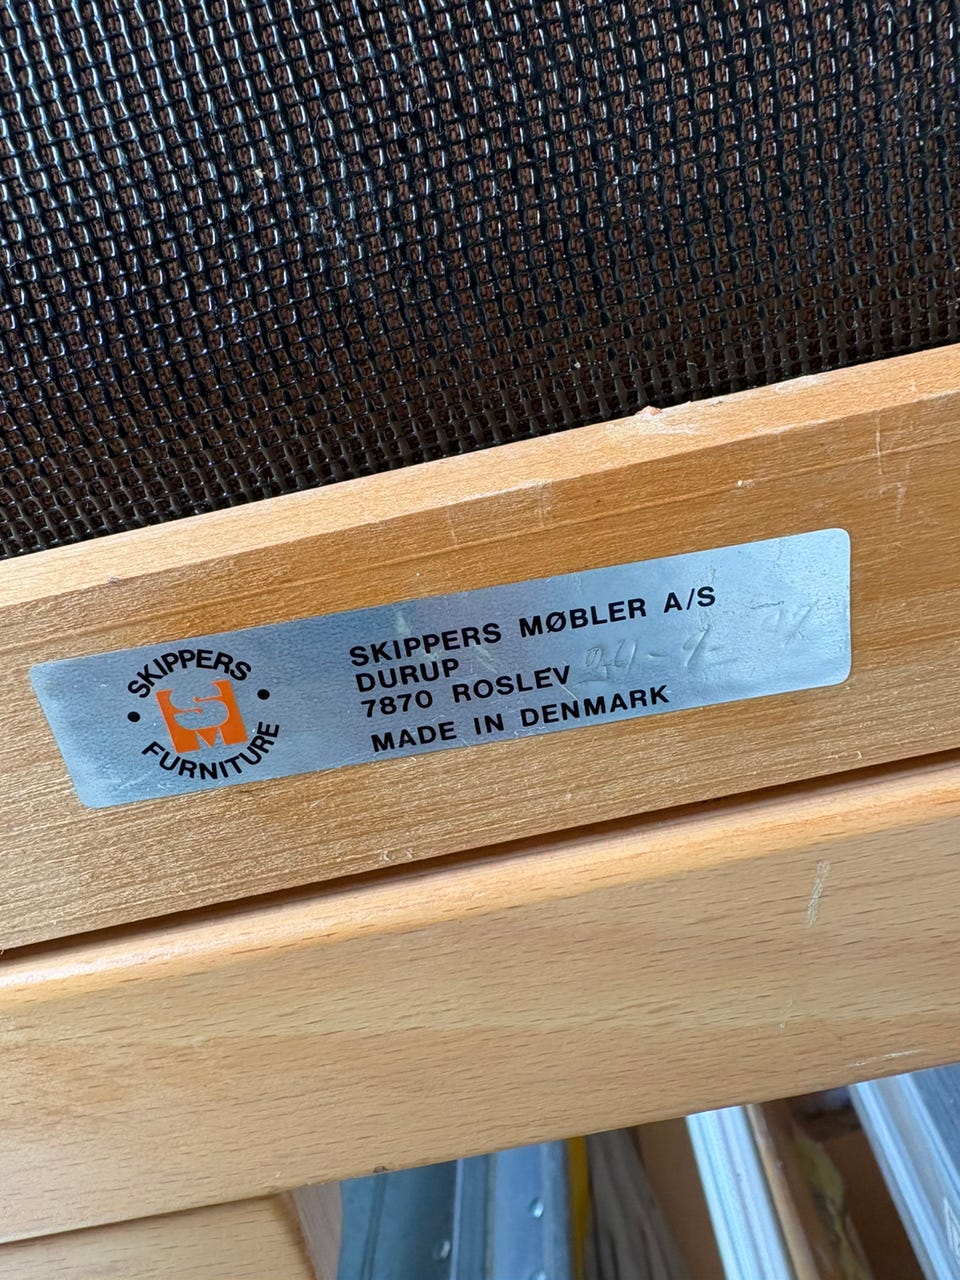 SKIPPERS
FURNITURE
SKIPPERS MØBLER A/S
DURUP
7870 ROSLEV
MADE IN DENMARK